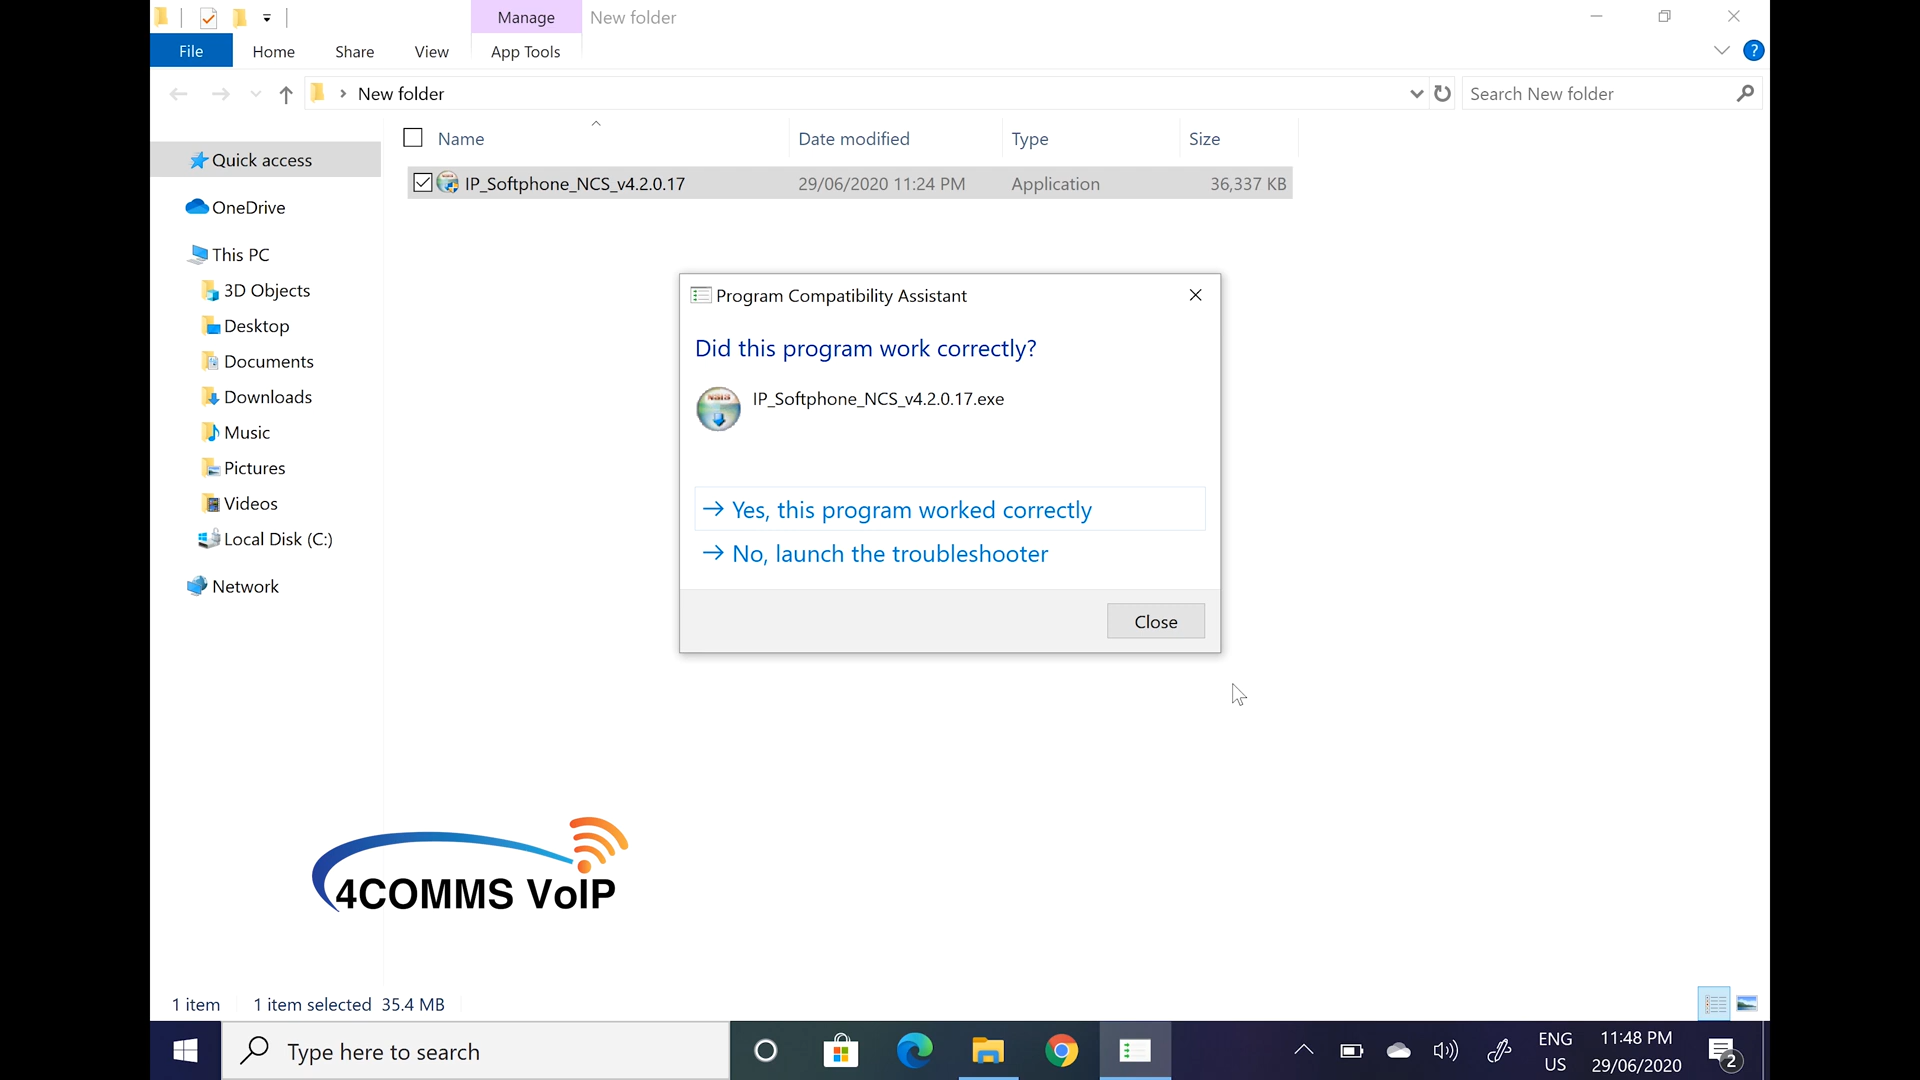 Manage
New folder
File
Home
Share
View
App Tools
New folder
Search New folder
Name
Date modified
Type
Size
Quick access
IP_Softphone_NCS_v4.2.0.17
29/06/2020 11:24 PM
Application
36,337 KB
OneDrive
This PC
3D Objects
Desktop
Documents
Downloads
Music
Pictures
Videos
Local Disk (C:)
Network
Program Compatibility Assistant
Did this program work correctly?
IP_Softphone_NCS_v4.2.0.17.exe
Yes, this program worked correctly
No, launch the troubleshooter
Close
4COMMS VoIP
1 item
1 item selected 35.4 MB
Type here to search
ENG
US
11:48 PM
29/06/2020
2